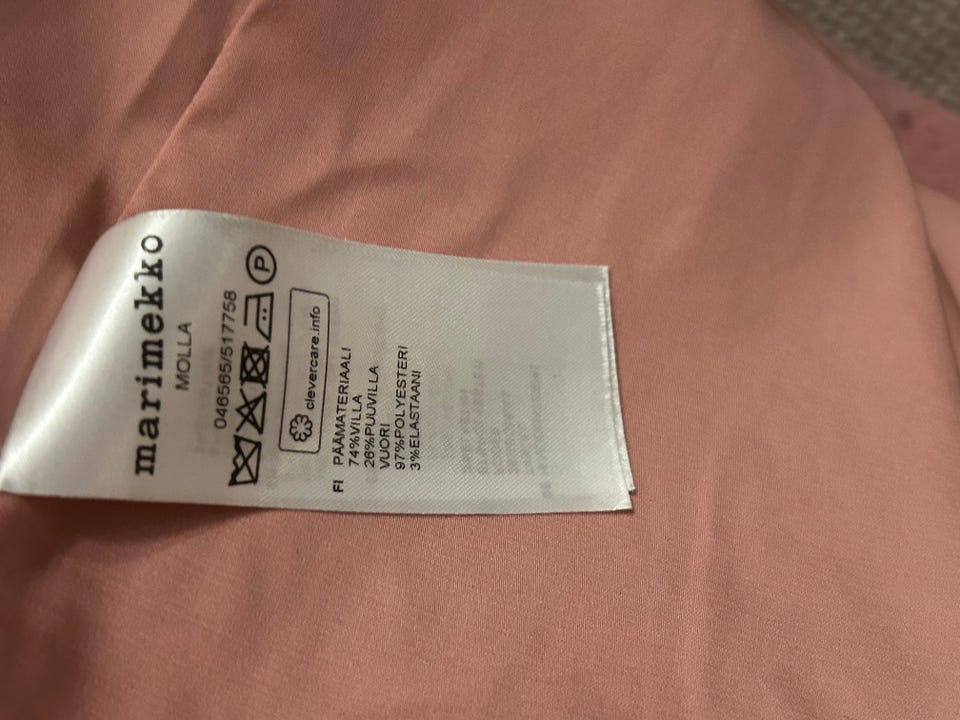 marimekko
MOLLA
046565/517758
P
clevercare.info
FI PÄÄMATERIAALI
74%VILLA
26%PUUVILLA
VUORI
97%POLYESTERI
3%ELASTAANI